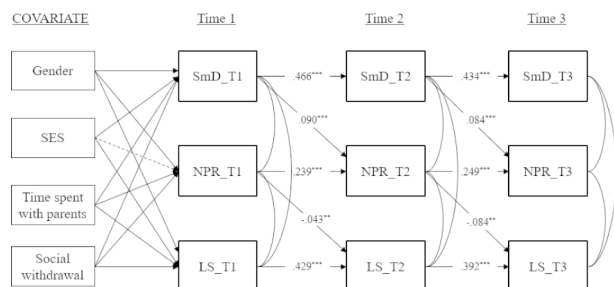 COVARIATE
Time 1
Time 2
Time 3
Gender
SES
Time spent
with parents
Social
withdrawal
SmD_T1
.466***
SmD_T2
.434***
SmD_T3
.090***
.084***
NPR_T1
.239***
NPR_T2
.249***
NPR_T3
-.043**
-.084**
LS_T1
.429***
LS_T2
.392***
LS_T3